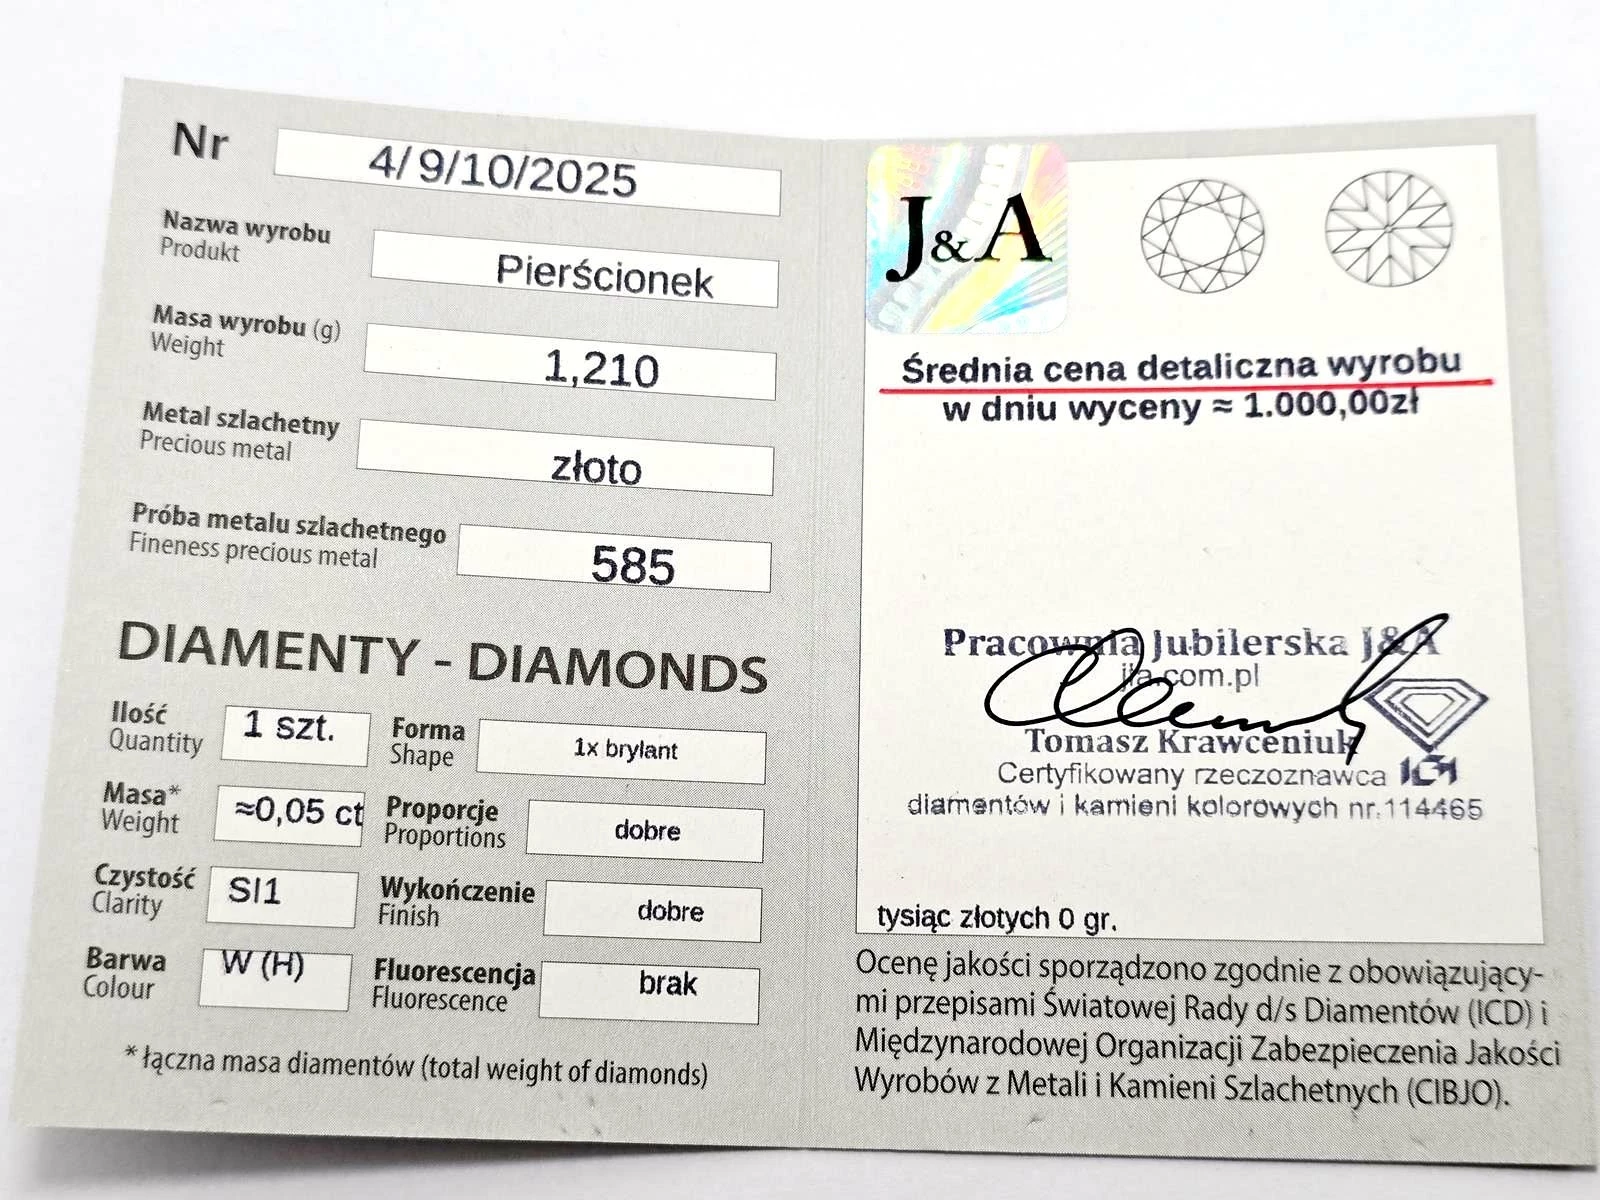 Nr 4/ 9/10/2025
Nazwa wyrobu
Produkt
Pierścionek
Masa wyrobu (g)
Weight
1,210
Metal szlachetny
Precious metal
złoto
Próba metalu szlachetnego
Fineness precious metal
585
DIAMENTY - DIAMONDS
Ilość
Quantity
1 szt.
Forma
Shape
1x brylant
Masa*
Weight
≈0,05 ct
Proporcje
Proportions
dobre
Czystość
Clarity
SI1
Wykończenie
Finish
dobre
Barwa
Colour
W (H)
Fluorescencja
Fluorescence
brak
* łączna masa diamentów (total weight of diamonds)
J&A
Średnia cena detaliczna wyrobu
w dniu wyceny ≈ 1.000,00zł
Pracownia Jubilerska J&A
jla.com.pl
Tomasz Krawceniuk
Certyfikowany rzeczoznawca
diamentów i kamieni kolorowych nr.114465
tysiąc złotych 0 gr.
Ocenę jakości sporządzono zgodnie z obowiązujący-
mi przepisami Światowej Rady d/s Diamentów (ICD) i
Międzynarodowej Organizacji Zabezpieczenia Jakości
Wyrobów z Metali i Kamieni Szlachetnych (CIBJO).